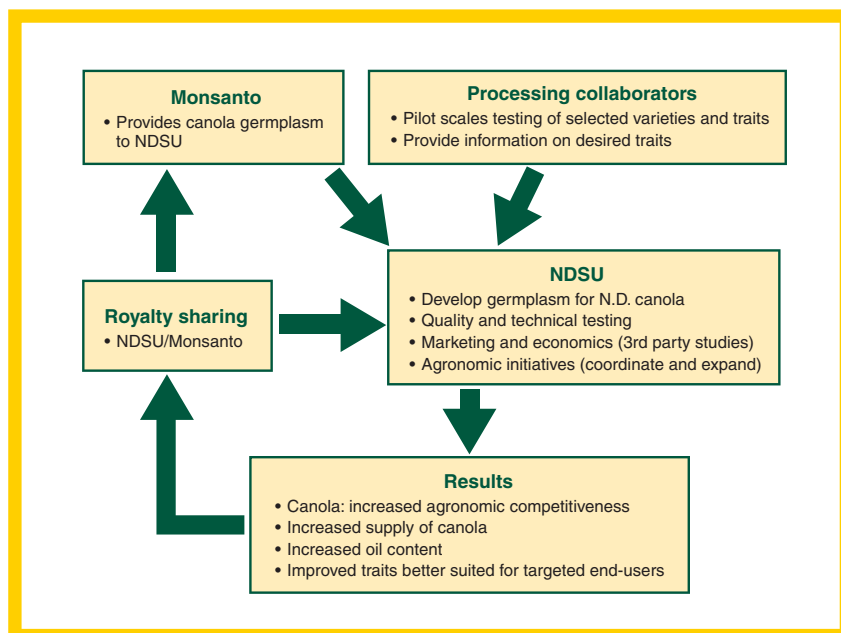 Monsanto
• Provides canola germplasm
to NDSU
Processing collaborators
• Pilot scales testing of selected varieties and traits
• Provide information on desired traits
Royalty sharing
• NDSU/Monsanto
NDSU
• Develop germplasm for N.D. canola
• Quality and technical testing
• Marketing and economics (3rd party studies)
• Agronomic initiatives (coordinate and expand)
Results
• Canola: increased agronomic competitiveness
• Increased supply of canola
• Increased oil content
• Improved traits better suited for targeted end-users